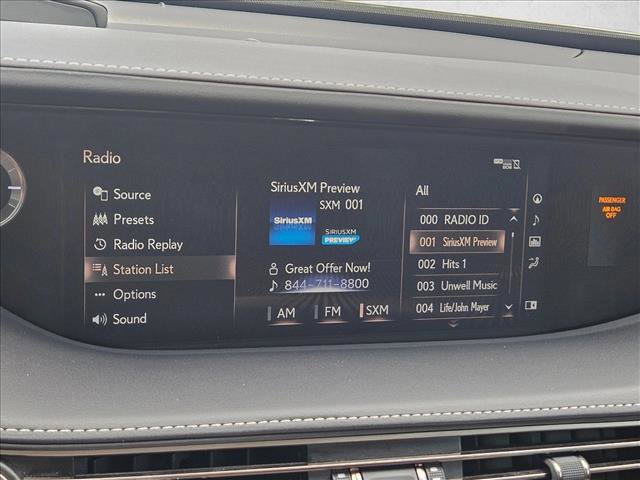 Radio
Source
Presets
Radio Replay
Station List
Options
Sound
SiriusXM Preview
SXM 001
SiriusXM
SIRIUSXM
PREVIEW
Great Offer Now!
844-711-8800
AM FM SXM
All
000 RADIO ID
001 SiriusXM Preview
002 Hits 1
003 Unwell Music
004 Life/John Mayer
PASSENGER
AIR BAG
OFF